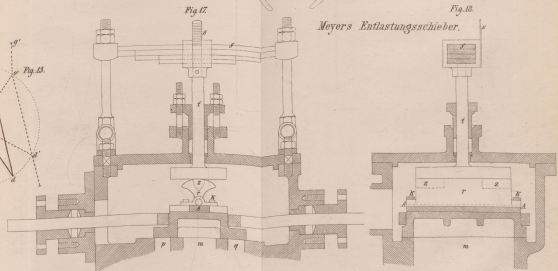 Fig. 17.
Fig. 18.
Meyers Entlastungsschieber.
Fig. 13.
g'
d'
d
s
F
t
z
r
K
A
p
m
q
s
F
t
z
r
z
K
K
A
A
m